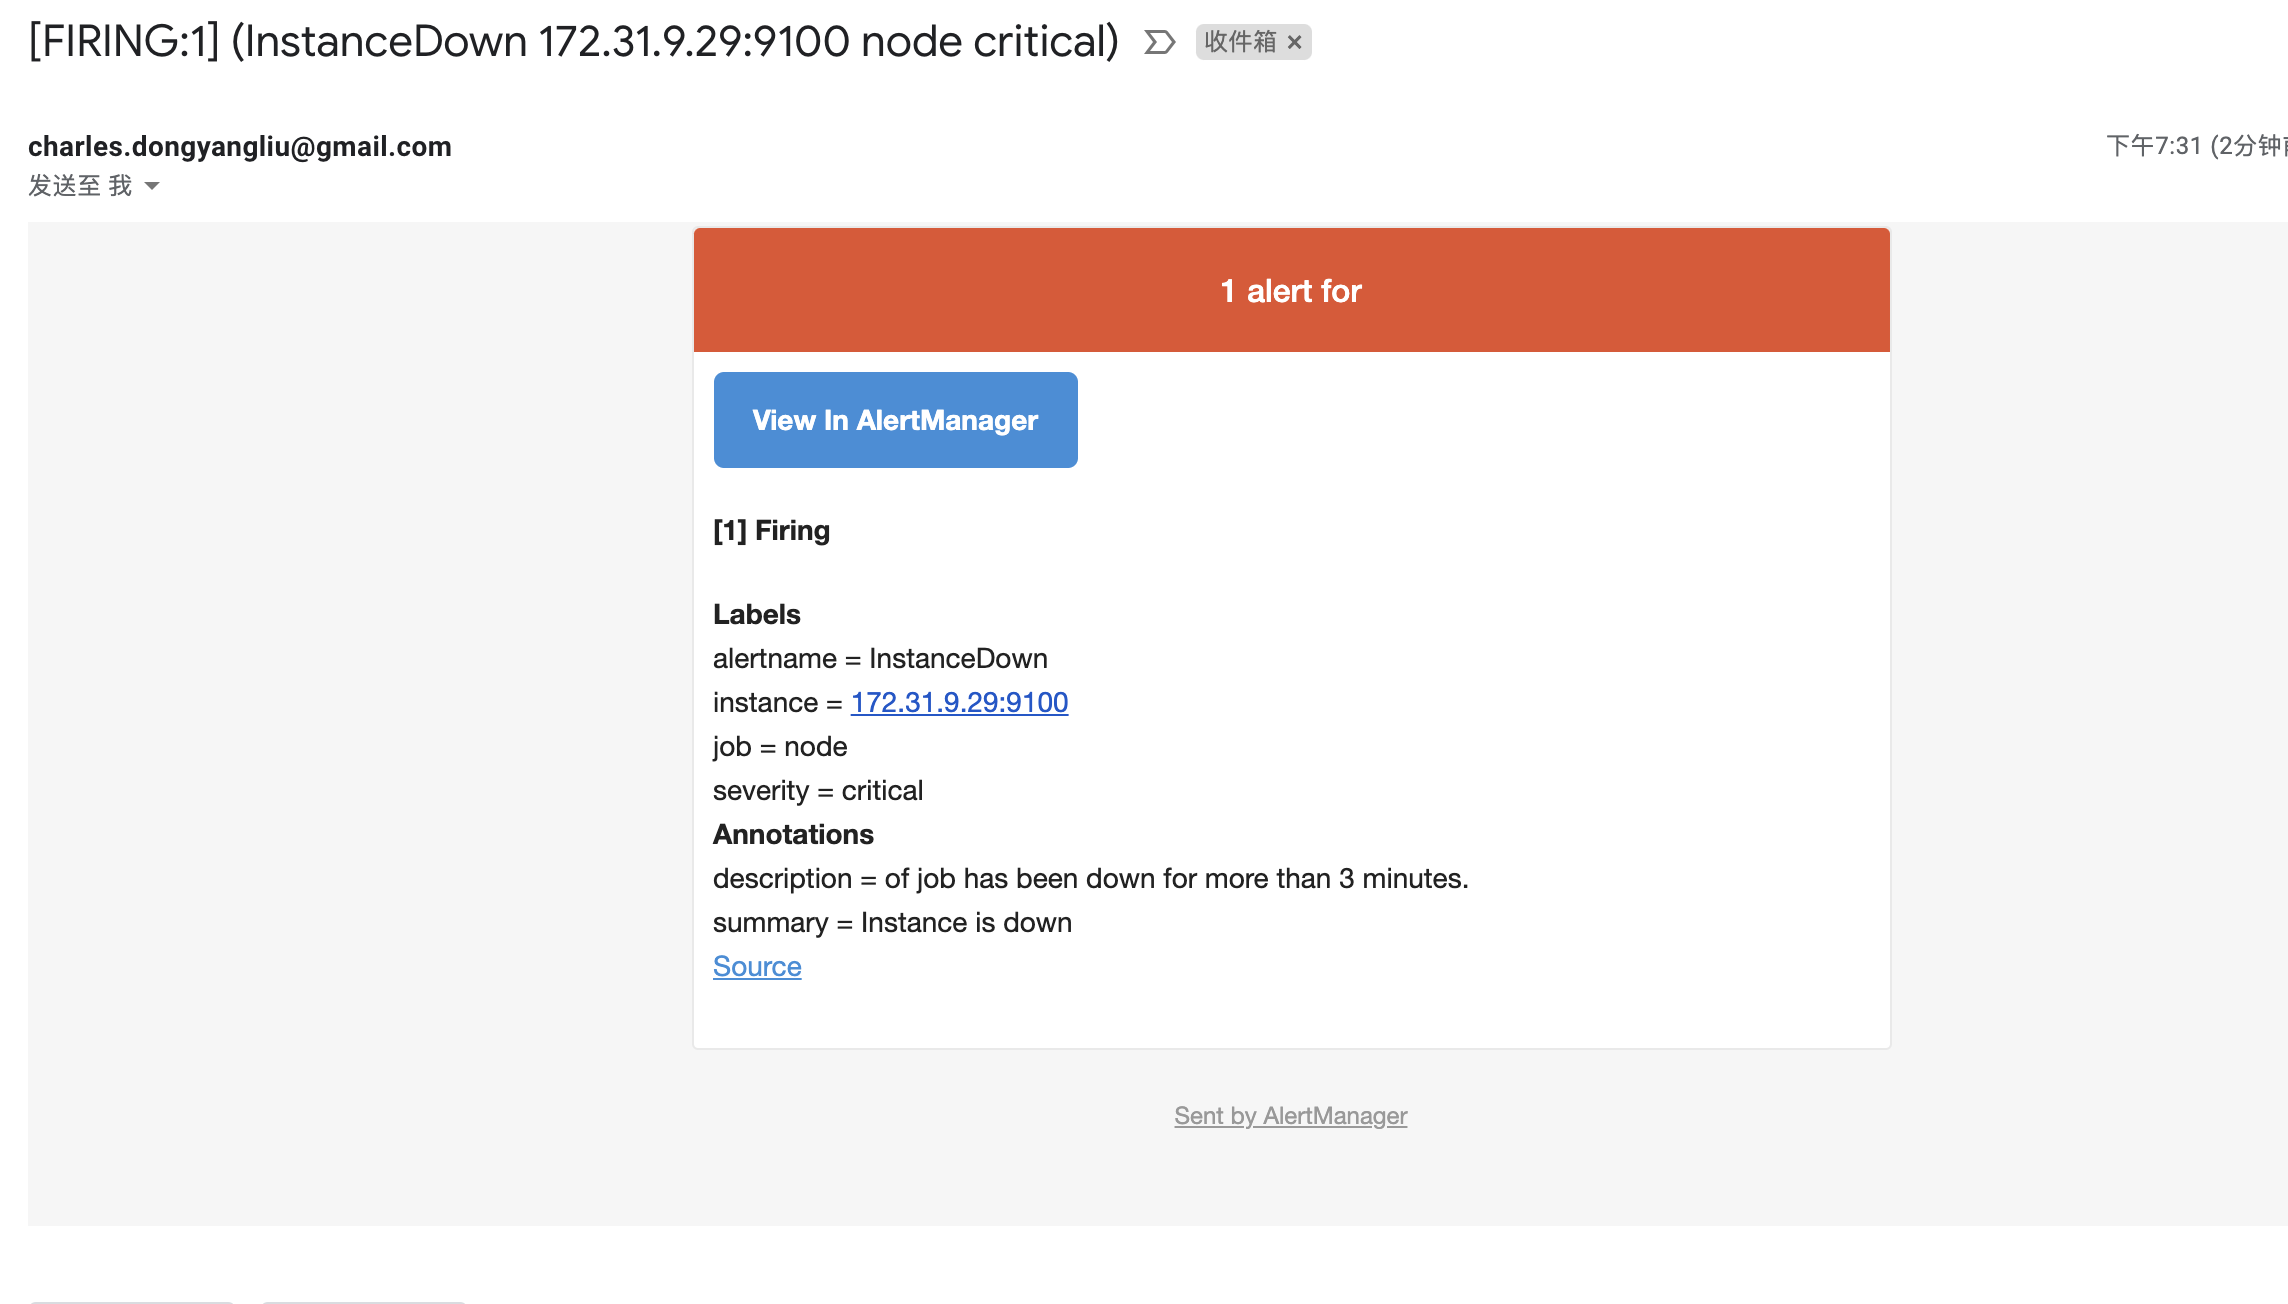 [FIRING:1] (InstanceDown 172.31.9.29:9100 node critical) 收件箱 ×
charles.dongyangliu@gmail.com
下午7:31 (2分钟
发送至 我
1 alert for
View In AlertManager
[1] Firing
Labels
alertname = InstanceDown
instance = 172.31.9.29:9100
job = node
severity = critical
Annotations
description = of job has been down for more than 3 minutes.
summary = Instance is down
Source
Sent by AlertManager